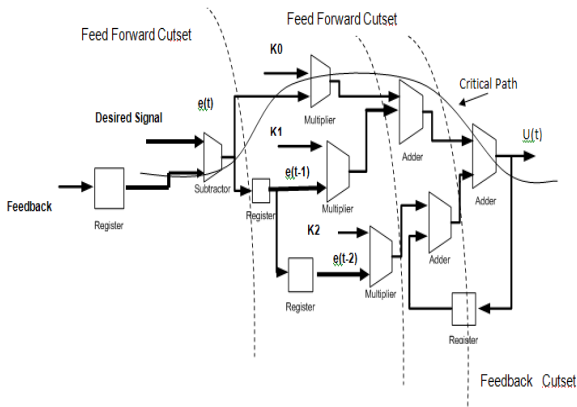 Feed Forward Cutset
Feed Forward Cutset
K0
Critical Path
e(t)
Multiplier
Desired Signal
K1
U(t)
Adder
Subtractor
e(t-1)
Adder
Feedback
Register
Register
Multiplier
K2
e(t-2)
Adder
Register
Multiplier
Register
Feedback Cutset